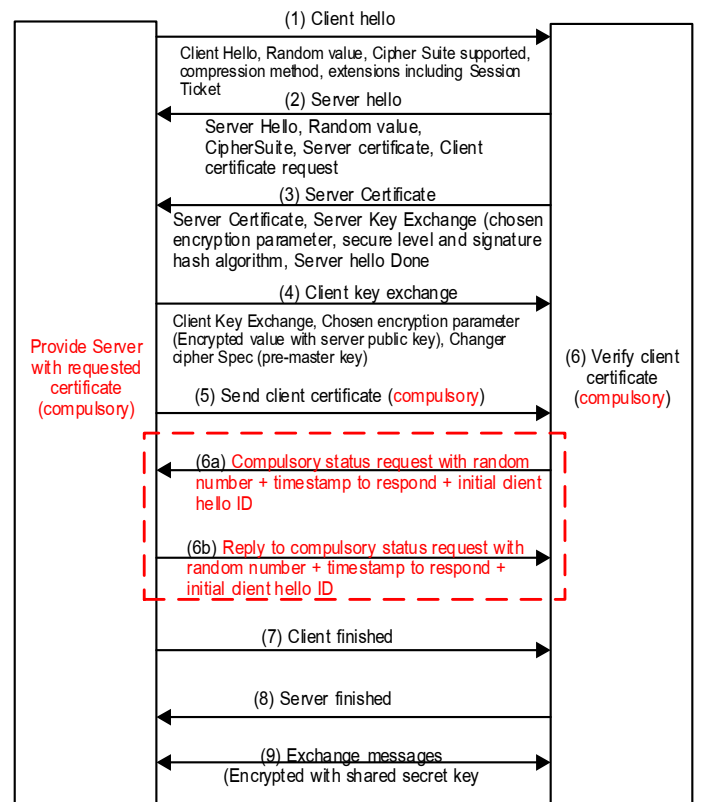 (1) Client hello
Client Hello, Random value, Cipher Suite supported,
compression method, extensions including Session
Ticket
(2) Server hello
Server Hello, Random value,
CipherSuite, Server certificate, Client
certificate request
(3) Server Certificate
Server Certificate, Server Key Exchange (chosen
encryption parameter, secure level and signature
hash algorithm, Server hello Done
(4) Client key exchange
Client Key Exchange, Chosen encryption parameter
(Encrypted value with server public key), Changer
cipher Spec (pre-master key)
Provide Server
with requested
certificate
(compulsory)
(6) Verify client
certificate
(compulsory)
(5) Send client certificate (compulsory)
(6a) Compulsory status request with random
number + timestamp to respond + initial client
hello ID
(6b) Reply to compulsory status request with
random number + timestamp to respond +
initial client hello ID
(7) Client finished
(8) Server finished
(9) Exchange messages
(Encrypted with shared secret key